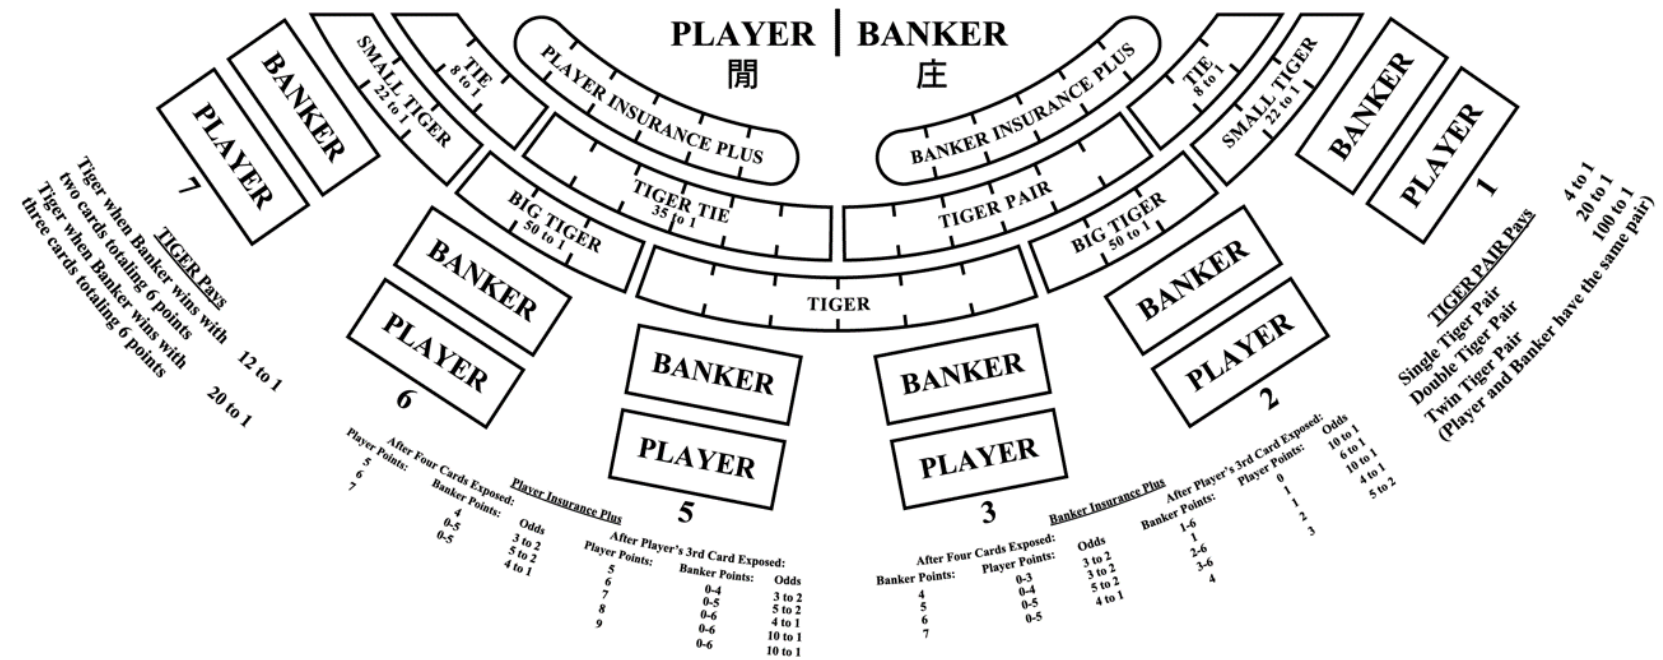 PLAYER | BANKER
閒 庄
PLAYER INSURANCE PLUS
BANKER INSURANCE PLUS
TIE
8 to 1
TIE
8 to 1
SMALL TIGER
22 to 1
SMALL TIGER
22 to 1
TIGER TIE
35 to 1
TIGER PAIR
BIG TIGER
50 to 1
BIG TIGER
50 to 1
TIGER
BANKER
PLAYER
7
BANKER
PLAYER
6
BANKER
PLAYER
5
BANKER
PLAYER
3
BANKER
PLAYER
2
BANKER
PLAYER
1
TIGER Pays
Tiger when Banker wins with
two cards totaling 6 points 12 to 1
Tiger when Banker wins with
three cards totaling 6 points 20 to 1
TIGER PAIR Pays
Single Tiger Pair 4 to 1
Double Tiger Pair 20 to 1
Twin Tiger Pair 100 to 1
(Player and Banker have the same pair)
Player Insurance Plus
After Four Cards Exposed:
Player Points: Banker Points: Odds
5 4 3 to 2
6 0-5 5 to 2
7 0-5 4 to 1
After Player's 3rd Card Exposed:
Player Points: Banker Points: Odds
5 0-4 3 to 2
6 0-5 5 to 2
7 0-6 4 to 1
8 0-6 10 to 1
9 0-6 10 to 1
Banker Insurance Plus
After Four Cards Exposed:
Banker Points: Player Points: Odds
4 0-3 3 to 2
5 0-4 3 to 2
6 0-5 5 to 2
7 0-5 4 to 1
After Player's 3rd Card Exposed:
Banker Points: Player Points: Odds
1-6 0 10 to 1
1 1 6 to 1
2-6 1 10 to 1
3-6 2 4 to 1
4 3 5 to 2